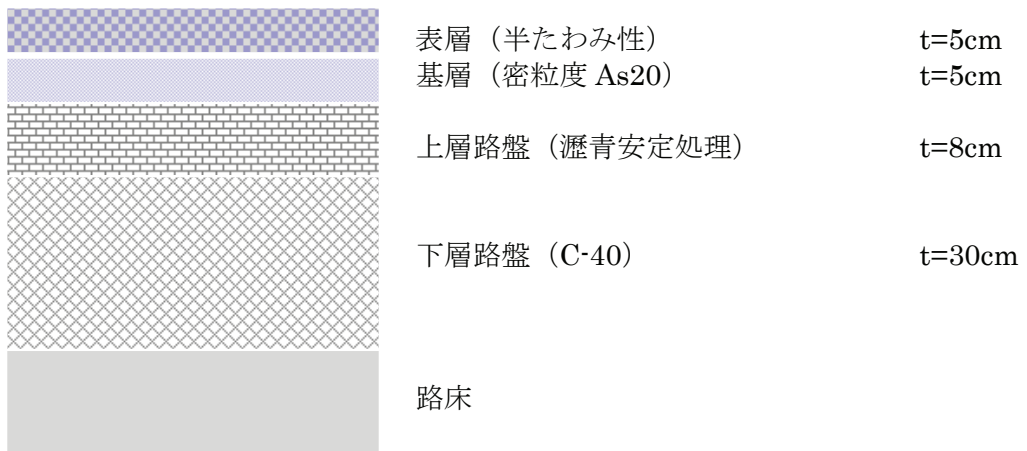 表層（半たわみ性） t=5cm
基層（密粒度 As20） t=5cm
上層路盤（瀝青安定処理） t=8cm
下層路盤（C-40） t=30cm
路床